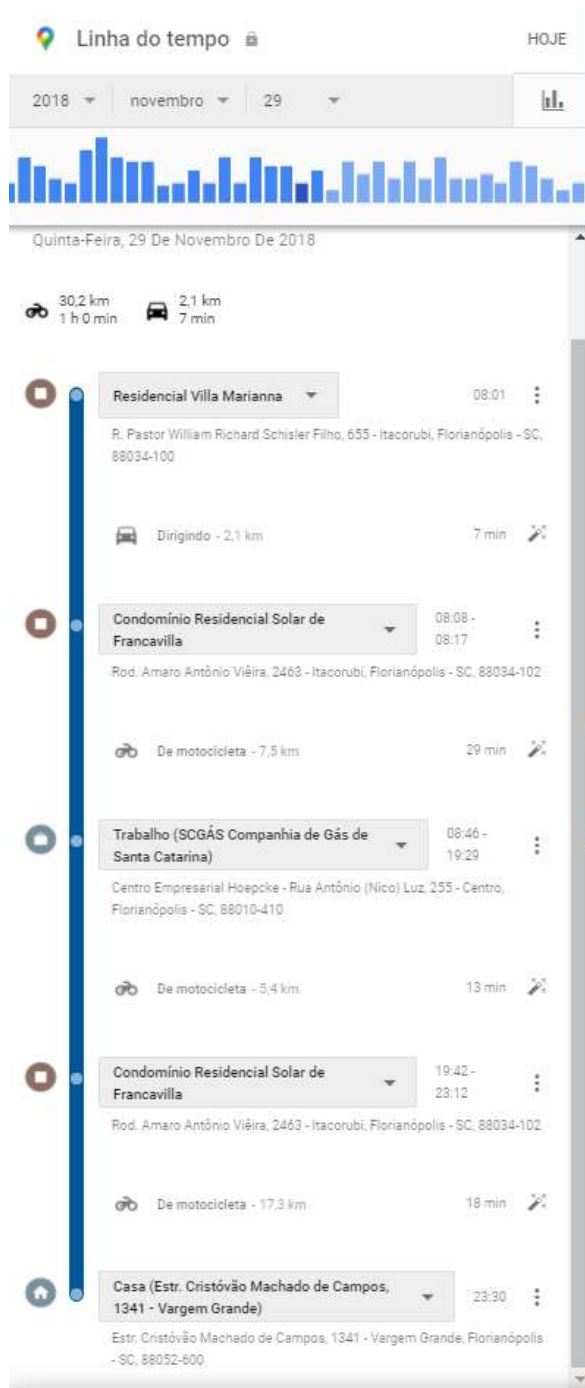 Linha do tempo
HOJE
2018 novembro 29
Quinta-Feira, 29 De Novembro De 2018
30,2 km 2,1 km
1 h 0 min 7 min
Residencial Villa Marianna 08:01
R. Pastor William Richard Schisler Filho, 655 - Itacorubi, Florianópolis - SC,
88034-100
Dirigindo - 2,1 km 7 min
Condomínio Residencial Solar de
Francavilla
08:08 -
08:17
Rod. Amaro Antônio Viêira, 2463 - Itacorubi, Florianópolis - SC, 88034-102
De motocicleta - 7,5 km 29 min
Trabalho (SCGÁS Companhia de Gás de
Santa Catarina)
08:46 -
19:29
Centro Empresarial Hoepcke - Rua Antônio (Nico) Luz, 255 - Centro,
Florianópolis - SC, 88010-410
De motocicleta - 5,4 km 13 min
Condomínio Residencial Solar de
Francavilla
19:42 -
23:12
Rod. Amaro Antônio Viêira, 2463 - Itacorubi, Florianópolis - SC, 88034-102
De motocicleta - 17,3 km 18 min
Casa (Estr. Cristóvão Machado de Campos,
1341 - Vargem Grande)
23:30
Estr. Cristóvão Machado de Campos, 1341 - Vargem Grande, Florianópolis
- SC, 88052-600